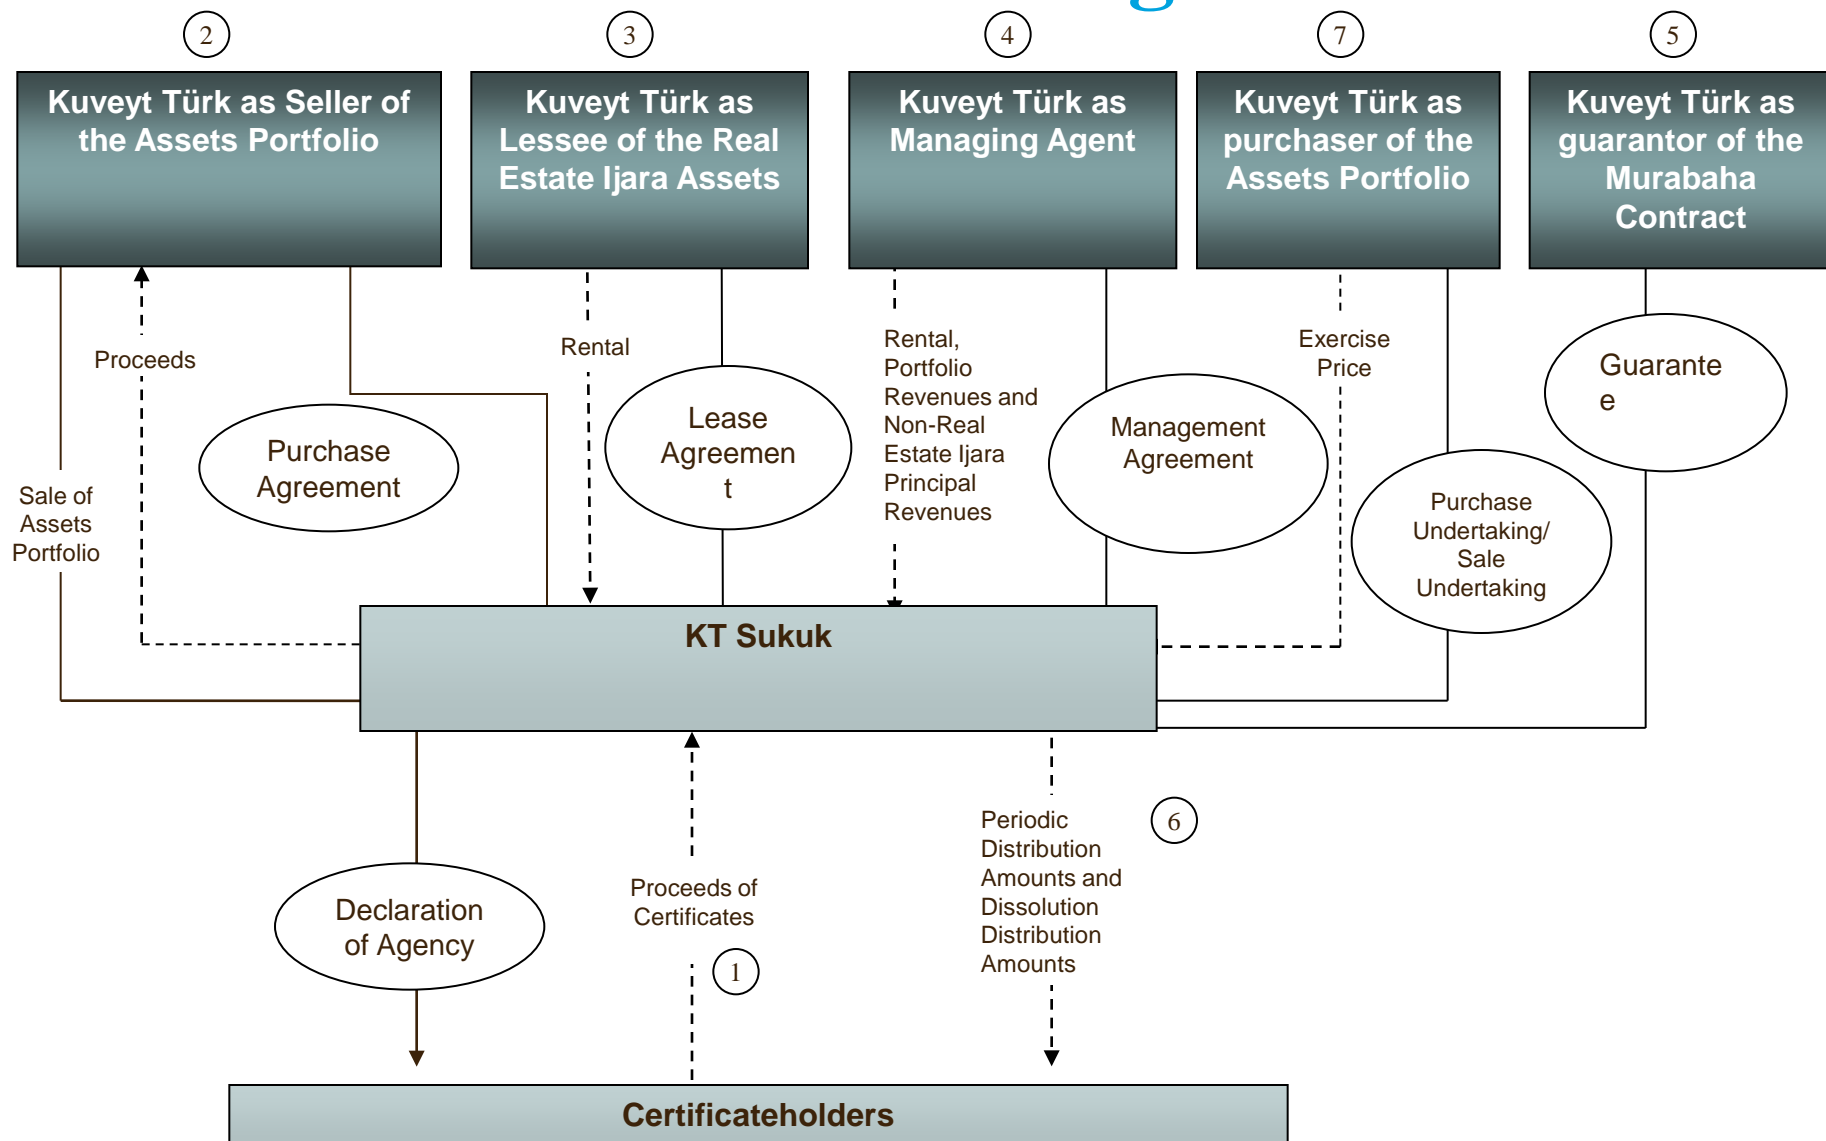 2
3
4
7
5
Kuveyt Türk as Seller of
the Assets Portfolio
Kuveyt Türk as
Lessee of the Real
Estate Ijara Assets
Kuveyt Türk as
Managing Agent
Kuveyt Türk as
purchaser of the
Assets Portfolio
Kuveyt Türk as
guarantor of the
Murabaha
Contract
Proceeds
Rental
Rental,
Portfolio
Revenues and
Non-Real
Estate Ijara
Principal
Revenues
Exercise
Price
Guarante
e
Purchase
Agreement
Lease
Agreemen
t
Management
Agreement
Sale of
Assets
Portfolio
Purchase
Undertaking/
Sale
Undertaking
KT Sukuk
Declaration
of Agency
Proceeds of
Certificates
1
Periodic
Distribution
Amounts and
Dissolution
Distribution
Amounts
6
Certificateholders